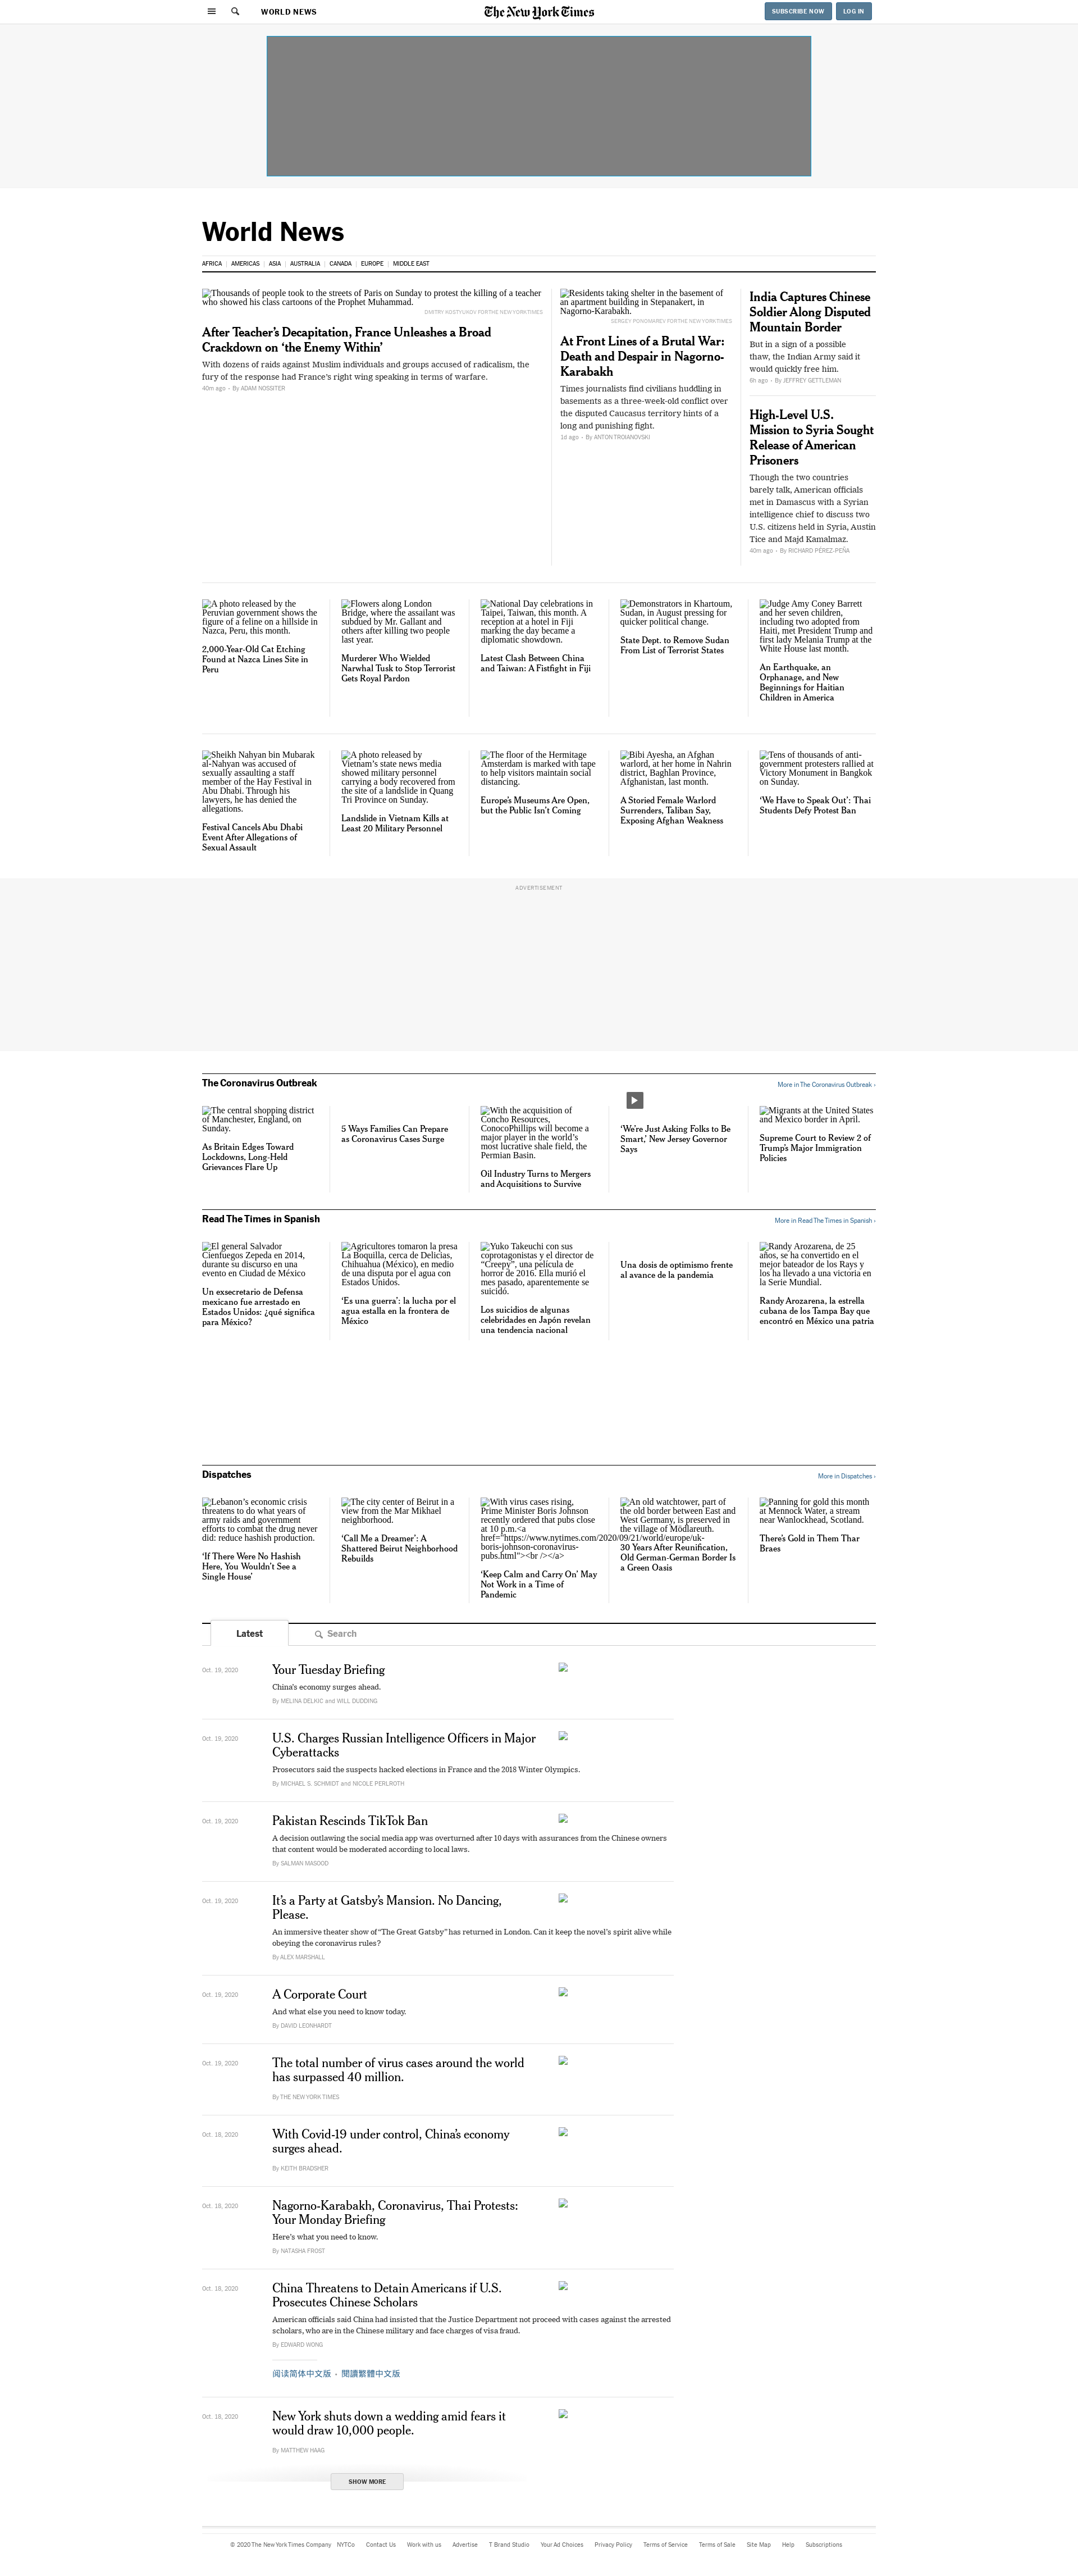 WORLD NEWS
The New York Times
SUBSCRIBE NOW
LOG IN
World News
AFRICA
AMERICAS
ASIA
AUSTRALIA
CANADA
EUROPE
MIDDLE EAST
Thousands of people took to the streets of Paris on Sunday to protest the killing of a teacher
who showed his class cartoons of the Prophet Muhammad.
DMITRY KOSTYUKOV FOR THE NEW YORK TIMES
After Teacher’s Decapitation, France Unleashes a Broad
Crackdown on ‘the Enemy Within’
With dozens of raids against Muslim individuals and groups accused of radicalism, the
fury of the response had France’s right wing speaking in terms of warfare.
40m ago - By ADAM NOSSITER
Residents taking shelter in the basement of
an apartment building in Stepanakert, in
Nagorno-Karabakh.
SERGEY PONOMAREV FOR THE NEW YORK TIMES
At Front Lines of a Brutal War:
Death and Despair in Nagorno-
Karabakh
Times journalists find civilians huddling in
basements as a three-week-old conflict over
the disputed Caucasus territory hints of a
long and punishing fight.
1d ago - By ANTON TROIANOVSKI
India Captures Chinese
Soldier Along Disputed
Mountain Border
But in a sign of a possible
thaw, the Indian Army said it
would quickly free him.
6h ago - By JEFFREY GETTLEMAN
High-Level U.S.
Mission to Syria Sought
Release of American
Prisoners
Though the two countries
barely talk, American officials
met in Damascus with a Syrian
intelligence chief to discuss two
U.S. citizens held in Syria, Austin
Tice and Majd Kamalmaz.
40m ago - By RICHARD PÉREZ-PEÑA
A photo released by the
Peruvian government shows the
figure of a feline on a hillside in
Nazca, Peru, this month.
2,000-Year-Old Cat Etching
Found at Nazca Lines Site in
Peru
Flowers along London
Bridge, where the assailant was
subdued by Mr. Gallant and
others after killing two people
last year.
Murderer Who Wielded
Narwhal Tusk to Stop Terrorist
Gets Royal Pardon
National Day celebrations in
Taipei, Taiwan, this month. A
reception at a hotel in Fiji
marking the day became a
diplomatic showdown.
Latest Clash Between China
and Taiwan: A Fistfight in Fiji
Demonstrators in Khartoum,
Sudan, in August pressing for
quicker political change.
State Dept. to Remove Sudan
From List of Terrorist States
Judge Amy Coney Barrett
and her seven children,
including two adopted from
Haiti, met President Trump and
first lady Melania Trump at the
White House last month.
An Earthquake, an
Orphanage, and New
Beginnings for Haitian
Children in America
Sheikh Nahyan bin Mubarak
al-Nahyan was accused of
sexually assaulting a staff
member of the Hay Festival in
Abu Dhabi. Through his
lawyers, he has denied the
allegations.
Festival Cancels Abu Dhabi
Event After Allegations of
Sexual Assault
A photo released by
Vietnam’s state news media
showed military personnel
carrying a body recovered from
the site of a landslide in Quang
Tri Province on Sunday.
Landslide in Vietnam Kills at
Least 20 Military Personnel
The floor of the Hermitage
Amsterdam is marked with tape
to help visitors maintain social
distancing.
Europe’s Museums Are Open,
but the Public Isn’t Coming
Bibi Ayesha, an Afghan
warlord, at her home in Nahrin
district, Baghlan Province,
Afghanistan, last month.
A Storied Female Warlord
Surrenders, Taliban Say,
Exposing Afghan Weakness
Tens of thousands of anti-
government protesters rallied at
Victory Monument in Bangkok
on Sunday.
‘We Have to Speak Out’: Thai
Students Defy Protest Ban
ADVERTISEMENT
The Coronavirus Outbreak
More in The Coronavirus Outbreak ›
The central shopping district
of Manchester, England, on
Sunday.
As Britain Edges Toward
Lockdowns, Long-Held
Grievances Flare Up
5 Ways Families Can Prepare
as Coronavirus Cases Surge
With the acquisition of
Concho Resources,
ConocoPhillips will become a
major player in the world’s
most lucrative shale field, the
Permian Basin.
Oil Industry Turns to Mergers
and Acquisitions to Survive
‘We’re Just Asking Folks to Be
Smart,’ New Jersey Governor
Says
Migrants at the United States
and Mexico border in April.
Supreme Court to Review 2 of
Trump’s Major Immigration
Policies
Read The Times in Spanish
More in Read The Times in Spanish ›
El general Salvador
Cienfuegos Zepeda en 2014,
durante su discurso en un
evento en Ciudad de México
Un exsecretario de Defensa
mexicano fue arrestado en
Estados Unidos: ¿qué significa
para México?
Agricultores tomaron la presa
La Boquilla, cerca de Delicias,
Chihuahua (México), en medio
de una disputa por el agua con
Estados Unidos.
‘Es una guerra’: la lucha por el
agua estalla en la frontera de
México
Yuko Takeuchi con sus
coprotagonistas y el director de
“Creepy”, una película de
horror de 2016. Ella murió el
mes pasado, aparentemente se
suicidó.
Los suicidios de algunas
celebridades en Japón revelan
una tendencia nacional
Una dosis de optimismo frente
al avance de la pandemia
Randy Arozarena, de 25
años, se ha convertido en el
mejor bateador de los Rays y
los ha llevado a una victoria en
la Serie Mundial.
Randy Arozarena, la estrella
cubana de los Tampa Bay que
encontró en México una patria
Dispatches
More in Dispatches ›
Lebanon’s economic crisis
threatens to do what years of
army raids and government
efforts to combat the drug never
did: reduce hashish production.
‘If There Were No Hashish
Here, You Wouldn’t See a
Single House’
The city center of Beirut in a
view from the Mar Mikhael
neighborhood.
‘Call Me a Dreamer’: A
Shattered Beirut Neighborhood
Rebuilds
With virus cases rising,
Prime Minister Boris Johnson
recently ordered that pubs close
at 10 p.m.<a
href="https://www.nytimes.com/2020/09/21/world/europe/uk-
boris-johnson-coronavirus-
pubs.html"><br /></a>
‘Keep Calm and Carry On’ May
Not Work in a Time of
Pandemic
An old watchtower, part of
the old border between East and
West Germany, is preserved in
the village of Mödlareuth.
30 Years After Reunification,
Old German-German Border Is
a Green Oasis
Panning for gold this month
at Mennock Water, a stream
near Wanlockhead, Scotland.
There’s Gold in Them Thar
Braes
Latest
Search
Oct. 19, 2020
Your Tuesday Briefing
China’s economy surges ahead.
By MELINA DELKIC and WILL DUDDING
Oct. 19, 2020
U.S. Charges Russian Intelligence Officers in Major
Cyberattacks
Prosecutors said the suspects hacked elections in France and the 2018 Winter Olympics.
By MICHAEL S. SCHMIDT and NICOLE PERLROTH
Oct. 19, 2020
Pakistan Rescinds TikTok Ban
A decision outlawing the social media app was overturned after 10 days with assurances from the Chinese owners
that content would be moderated according to local laws.
By SALMAN MASOOD
Oct. 19, 2020
It’s a Party at Gatsby’s Mansion. No Dancing,
Please.
An immersive theater show of “The Great Gatsby” has returned in London. Can it keep the novel’s spirit alive while
obeying the coronavirus rules?
By ALEX MARSHALL
Oct. 19, 2020
A Corporate Court
And what else you need to know today.
By DAVID LEONHARDT
Oct. 19, 2020
The total number of virus cases around the world
has surpassed 40 million.
By THE NEW YORK TIMES
Oct. 18, 2020
With Covid-19 under control, China’s economy
surges ahead.
By KEITH BRADSHER
Oct. 18, 2020
Nagorno-Karabakh, Coronavirus, Thai Protests:
Your Monday Briefing
Here’s what you need to know.
By NATASHA FROST
Oct. 18, 2020
China Threatens to Detain Americans if U.S.
Prosecutes Chinese Scholars
American officials said China had insisted that the Justice Department not proceed with cases against the arrested
scholars, who are in the Chinese military and face charges of visa fraud.
By EDWARD WONG
阅读简体中文版 · 閱讀繁體中文版
Oct. 18, 2020
New York shuts down a wedding amid fears it
would draw 10,000 people.
By MATTHEW HAAG
SHOW MORE
© 2020 The New York Times Company
NYTCo
Contact Us
Work with us
Advertise
T Brand Studio
Your Ad Choices
Privacy Policy
Terms of Service
Terms of Sale
Site Map
Help
Subscriptions